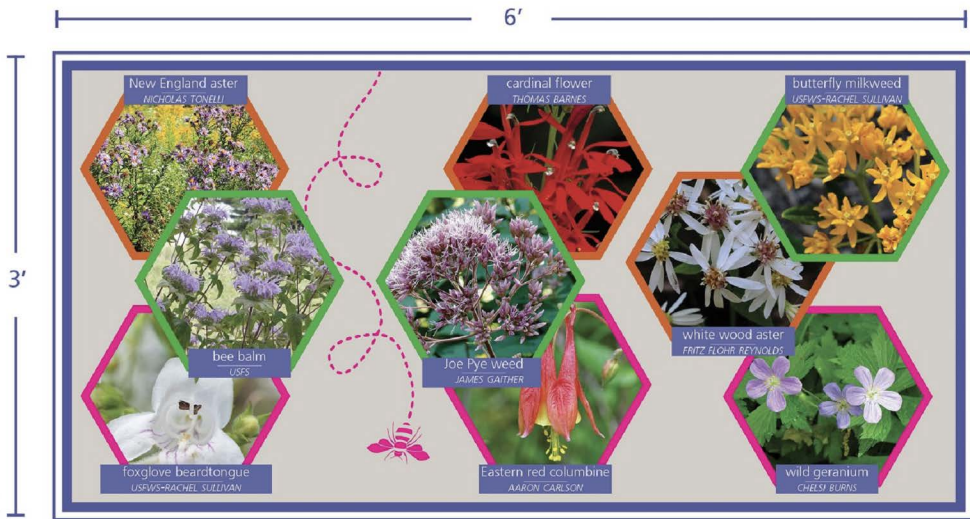 6’
3’
New England aster
NICHOLAS TONELLI
cardinal flower
THOMAS BARNES
butterfly milkweed
USFWS-RACHEL SULLIVAN
bee balm
USFS
Joe Pye weed
JAMES GAITHER
white wood aster
FRITZ FLOHR REYNOLDS
foxglove beardtongue
USFWS-RACHEL SULLIVAN
Eastern red columbine
AARON CARLSON
wild geranium
CHELSI BURNS